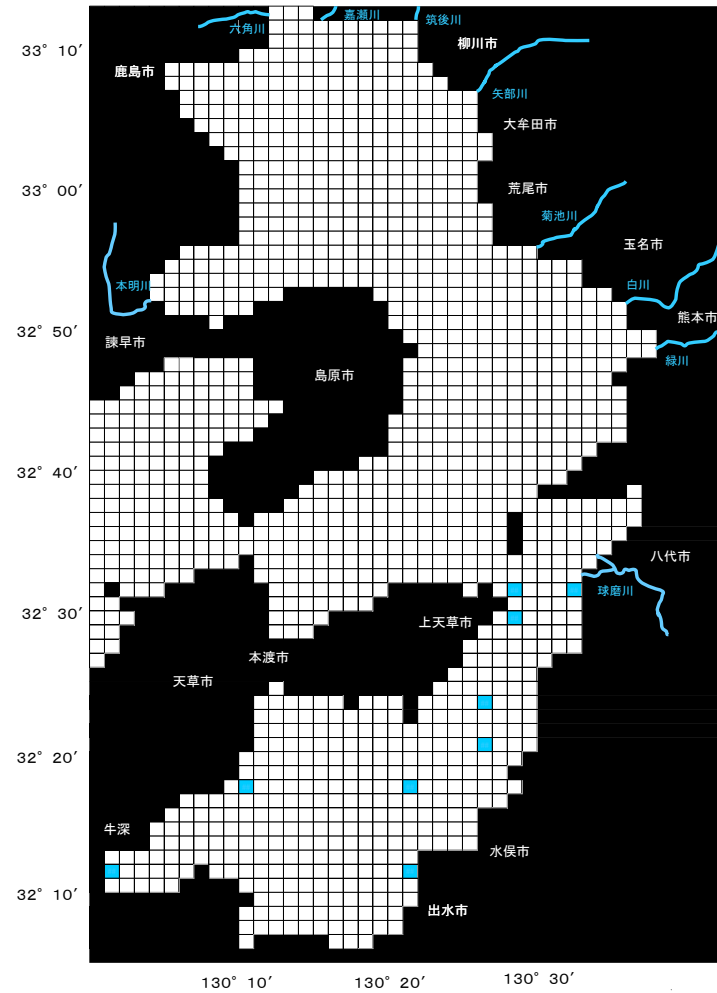 六角川
嘉瀬川
筑後川
33° 10′
柳川市
鹿島市
矢部川
大牟田市
33° 00′
荒尾市
菊池川
玉名市
本明川
白川
熊本市
32° 50′
諫早市
緑川
島原市
32° 40′
八代市
球磨川
32° 30′
上天草市
本渡市
天草市
32° 20′
牛深
水俣市
32° 10′
出水市
130° 10′
130° 20′
130° 30′